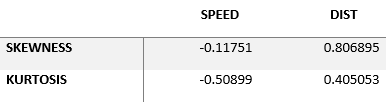 SPEED DIST
SKEWNESS -0.11751 0.806895
KURTOSIS -0.50899 0.405053